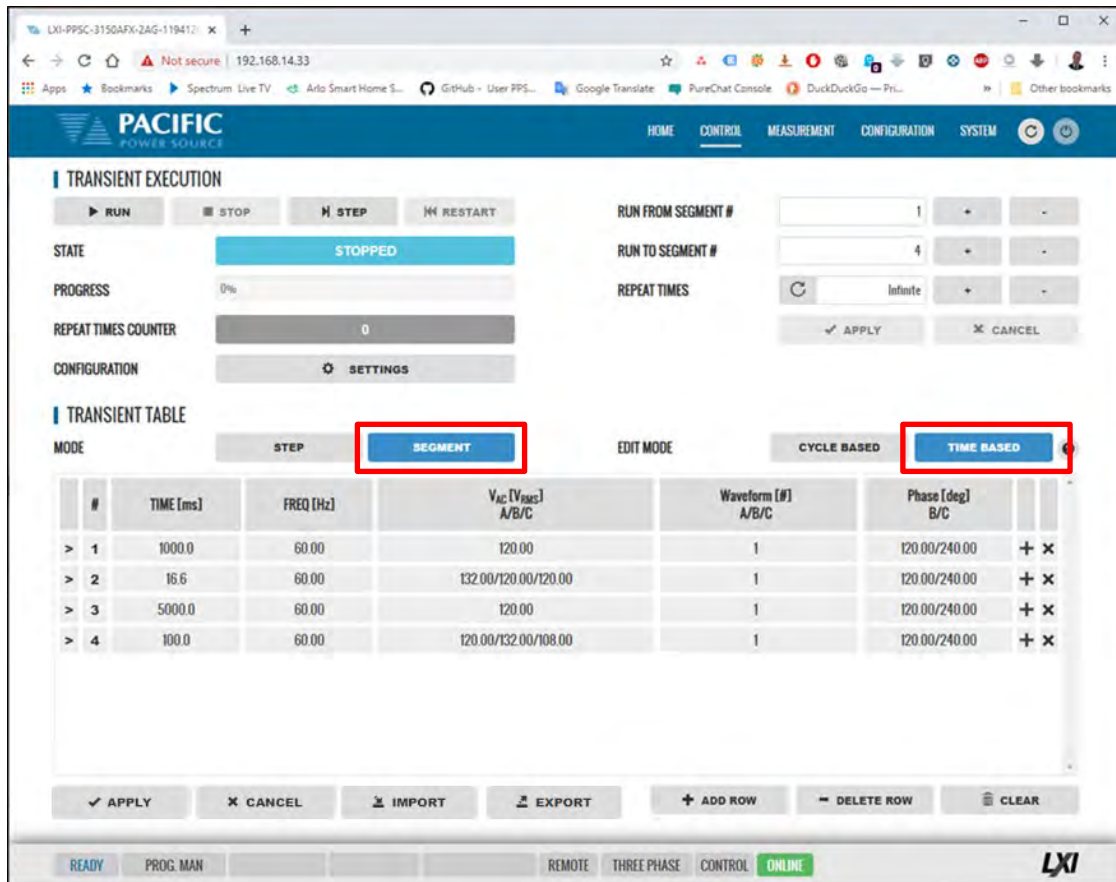 LXI-PPSC-3150AFX-2AG-11941
Not secure | 192.168.14.33
Apps Bookmarks Spectrum Live TV Arlo Smart Home S... GitHub - User PPS... Google Translate PureChat Console DuckDuckGo — Pri... » Other bookmarks
PACIFIC
POWER SOURCE
HOME CONTROL MEASUREMENT CONFIGURATION SYSTEM
TRANSIENT EXECUTION
RUN STOP STEP RESTART RUN FROM SEGMENT # 1 + -
STATE STOPPED RUN TO SEGMENT # 4 + -
PROGRESS 0% REPEAT TIMES Infinite + -
REPEAT TIMES COUNTER 0 APPLY CANCEL
CONFIGURATION SETTINGS
TRANSIENT TABLE
MODE STEP SEGMENT EDIT MODE CYCLE BASED TIME BASED
# TIME [ms] FREQ [Hz] VAC [VRMS] A/B/C Waveform [#] A/B/C Phase [deg] B/C
> 1 1000.0 60.00 120.00 1 120.00/240.00 + ×
> 2 16.6 60.00 132.00/120.00/120.00 1 120.00/240.00 + ×
> 3 5000.0 60.00 120.00 1 120.00/240.00 + ×
> 4 100.0 60.00 120.00/132.00/108.00 1 120.00/240.00 + ×
APPLY CANCEL IMPORT EXPORT + ADD ROW - DELETE ROW CLEAR
READY PROG. MAN REMOTE THREE PHASE CONTROL ONLINE LXI